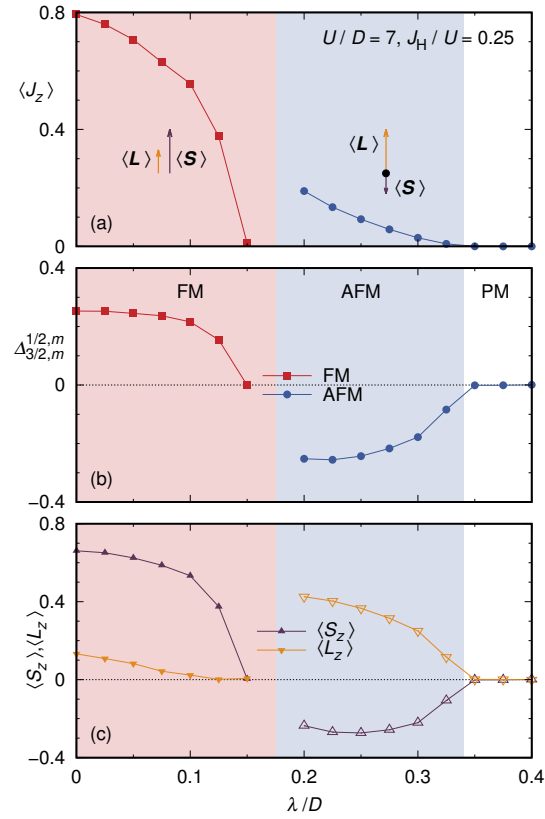 0.8
U / D = 7, J_H / U = 0.25
⟨J_z⟩
0.4
⟨L⟩ ⟨S⟩
⟨L⟩
⟨S⟩
(a)
0
0.4
FM AFM PM
Δ_{3/2,m}^{1/2,m}
FM
0
AFM
(b)
−0.4
0.8
0.4
⟨S_z⟩,⟨L_z⟩
⟨S_z⟩
⟨L_z⟩
0
(c)
−0.4
0 0.1 0.2 0.3 0.4
λ/D